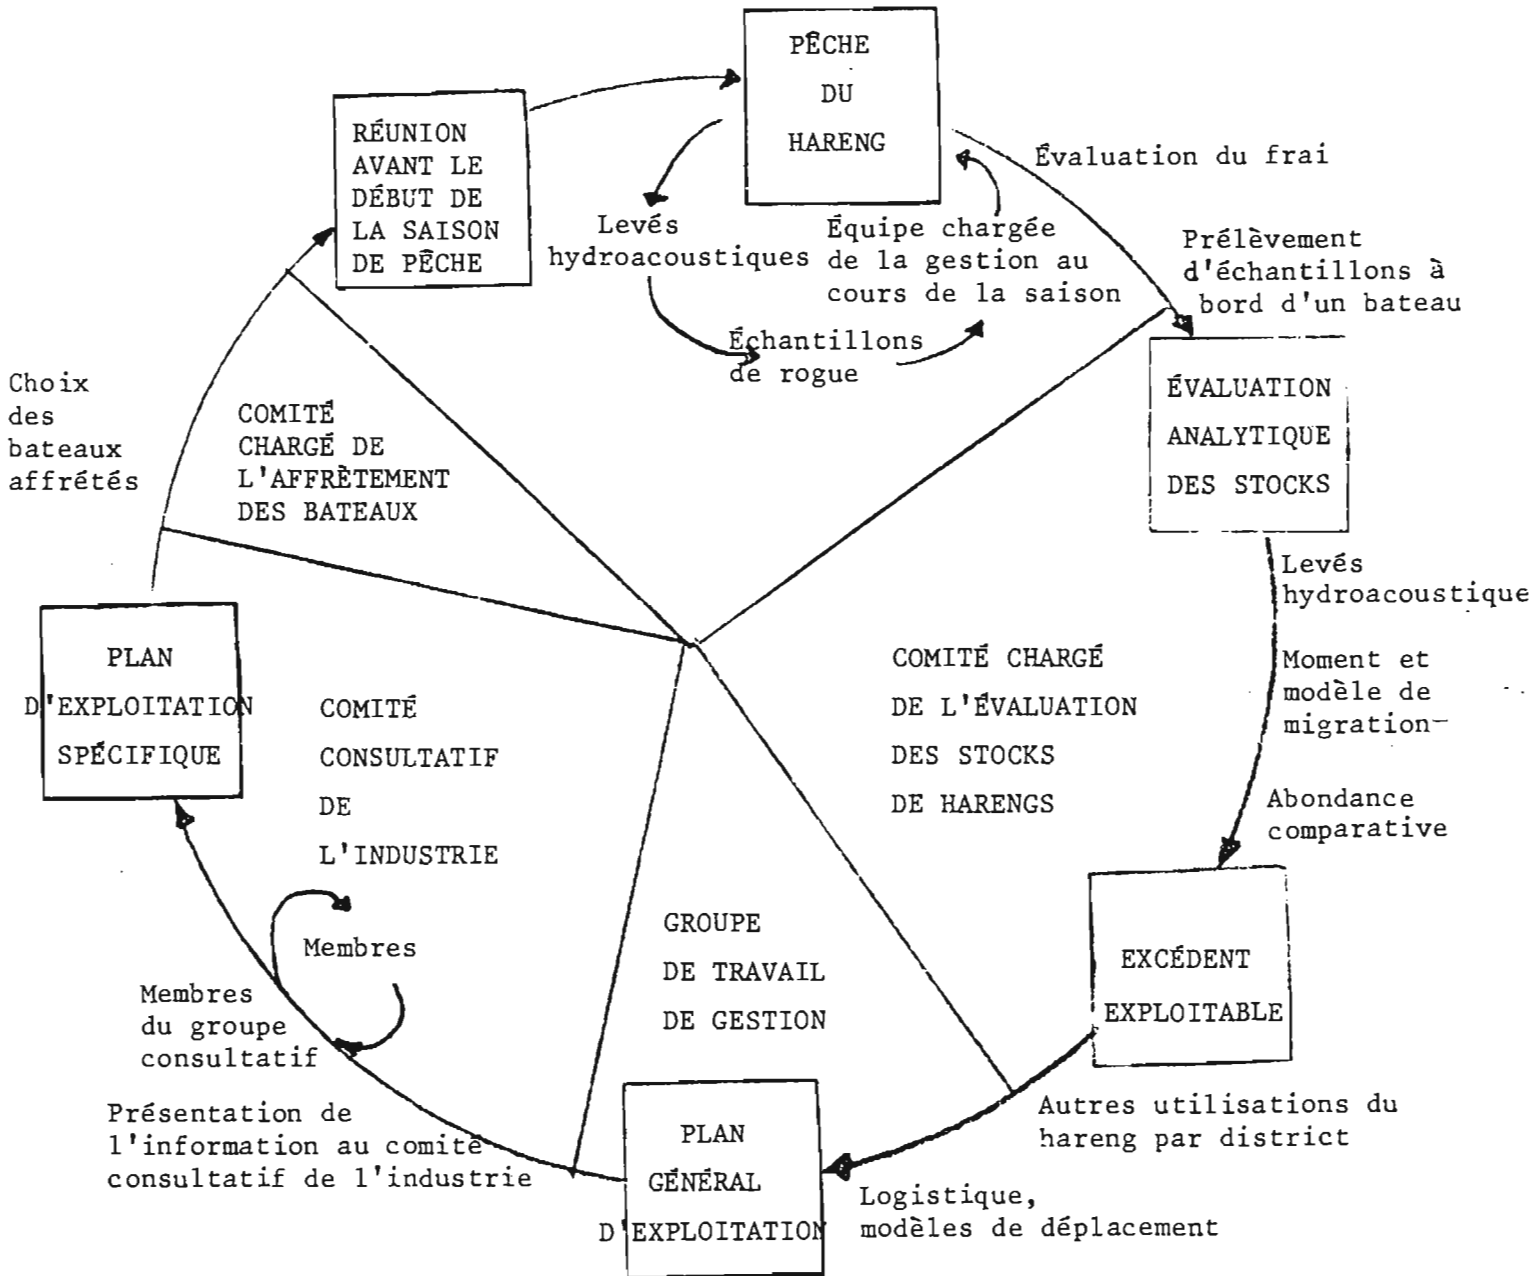 PÊCHE
DU
HARENG
RÉUNION
AVANT LE
DÉBUT DE
LA SAISON
DE PÊCHE
Évaluation du frai
Levés
hydroacoustiques
Équipe chargée
de la gestion au
cours de la saison
Échantillons
de rogue
Prélèvement
d'échantillons à
bord d'un bateau
ÉVALUATION
ANALYTIQUE
DES STOCKS
Choix
des
bateaux
affrétés
COMITÉ
CHARGÉ DE
L'AFFRÈTEMENT
DES BATEAUX
Levés
hydroacoustique
Moment et
modèle de
migration
Abondance
comparative
COMITÉ CHARGÉ
DE L'ÉVALUATION
DES STOCKS
DE HARENGS
PLAN
D'EXPLOITATION
SPÉCIFIQUE
COMITÉ
CONSULTATIF
DE
L'INDUSTRIE
Membres
Membres
du groupe
consultatif
GROUPE
DE TRAVAIL
DE GESTION
EXCÉDENT
EXPLOITABLE
Présentation de
l'information au comité
consultatif de l'industrie
PLAN
GÉNÉRAL
D'EXPLOITATION
Autres utilisations du
hareng par district
Logistique,
modèles de déplacement